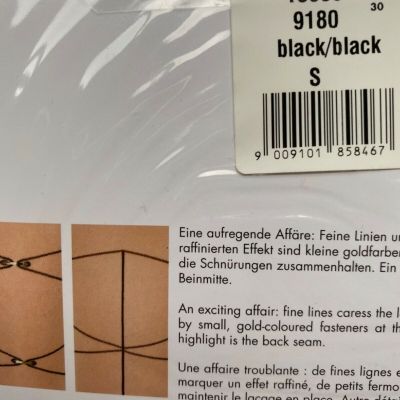 30
9180
black/black
S
9 009101 858467
Eine aufregende Affäre: Feine Linien
raffinierten Effekt sind kleine goldfarbe
die Schnürungen zusammenhalten. Ein
Beinmitte.
An exciting affair: fine lines caress the
by small, gold-coloured fasteners at
highlight is the back seam.
Une affaire troublante : de fines lignes
marquer un effet raffiné, de petits fermo
maintenir le laçage en place. Autre